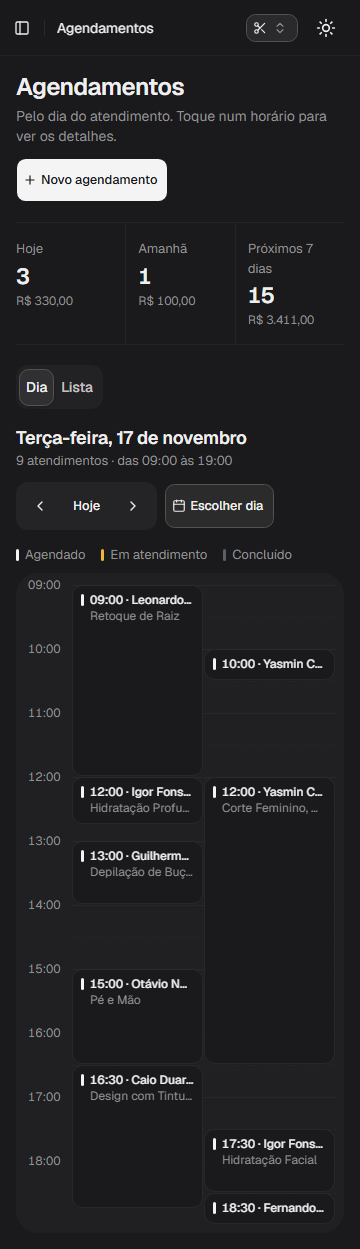 Agendamentos
Agendamentos
Pelo dia do atendimento. Toque num horário para
ver os detalhes.
Novo agendamento
Hoje
3
R$ 330,00
Amanhã
1
R$ 100,00
Próximos 7
dias
15
R$ 3.411,00
Dia
Lista
Terça-feira, 17 de novembro
9 atendimentos · das 09:00 às 19:00
Hoje
Escolher dia
Agendado
Em atendimento
Concluído
09:00
09:00 · Leonardo...
Retoque de Raiz
10:00
10:00 · Yasmin C...
11:00
12:00
12:00 · Igor Fons...
Hidratação Profu...
12:00 · Yasmin C...
Corte Feminino, ...
13:00
13:00 · Guilherm...
Depilação de Buç...
14:00
15:00
15:00 · Otávio N...
Pé e Mão
16:00
16:30 · Caio Duar...
Design com Tintu...
17:00
17:30 · Igor Fons...
Hidratação Facial
18:00
18:30 · Fernando...